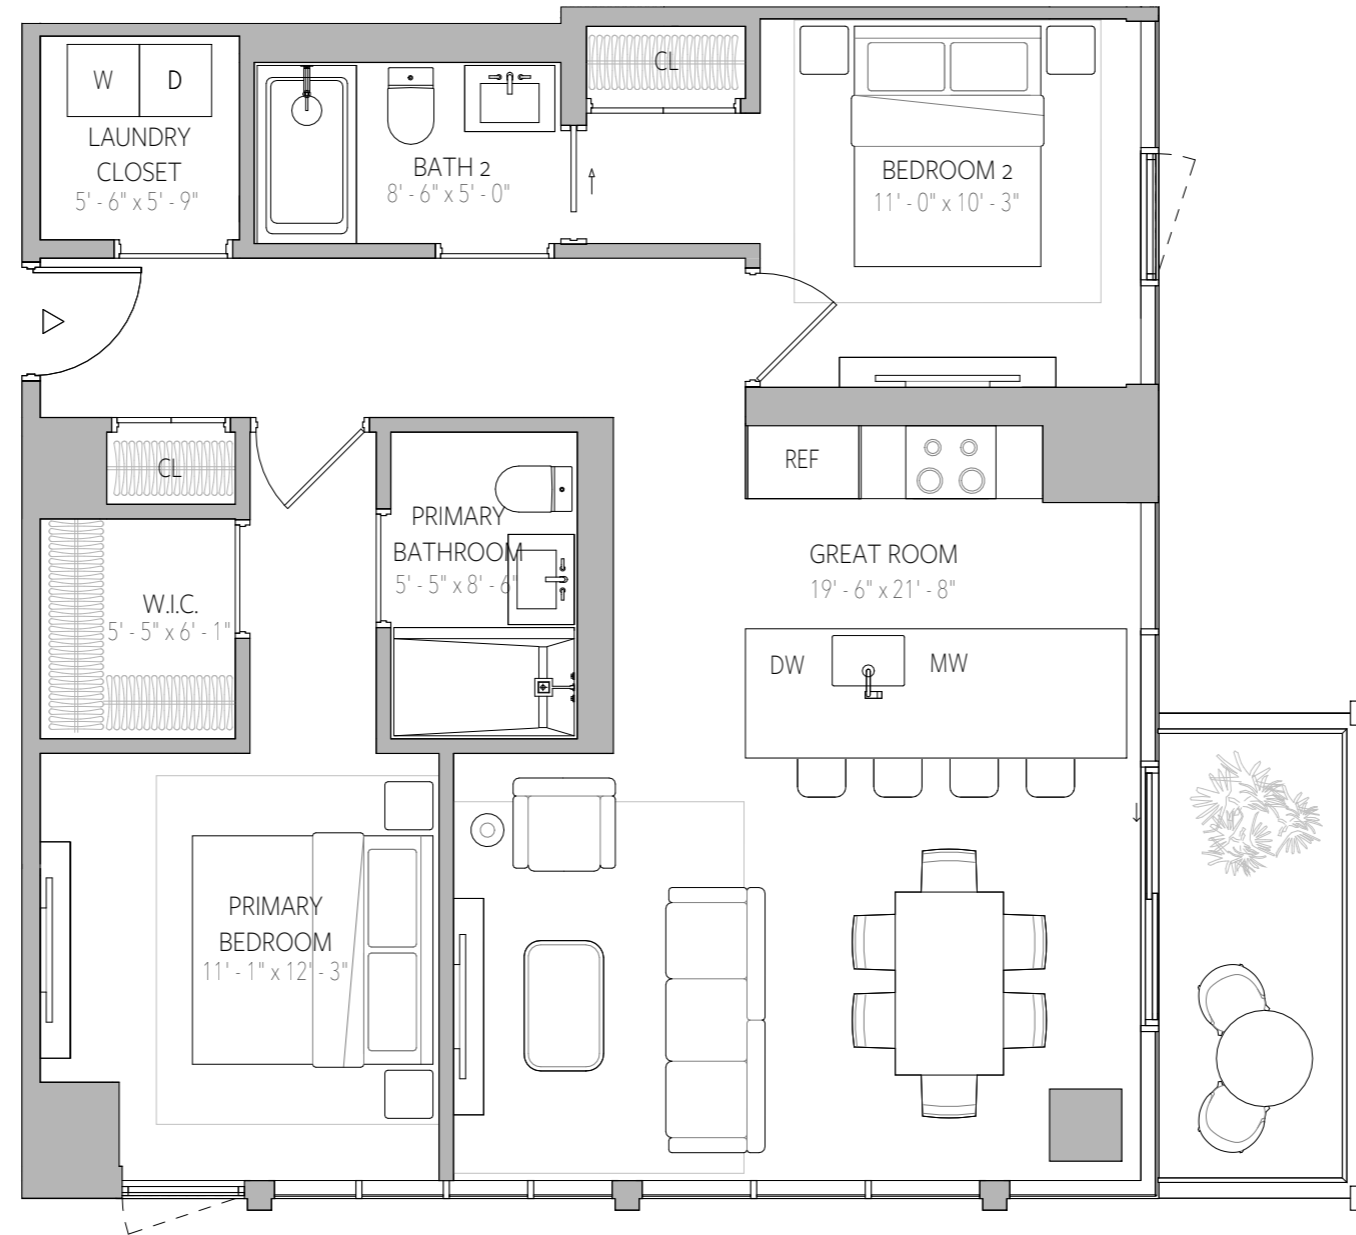 W
D
LAUNDRY
CLOSET
5' - 6" x 5' - 9"
BATH 2
8' - 6" x 5' - 0"
CL
BEDROOM 2
11' - 0" x 10' - 3"
CL
W.I.C.
5' - 5" x 6' - 1"
PRIMARY
BATHROOM
5' - 5" x 8' - 6"
REF
GREAT ROOM
19' - 6" x 21' - 8"
DW
MW
PRIMARY
BEDROOM
11' - 1" x 12' - 3"